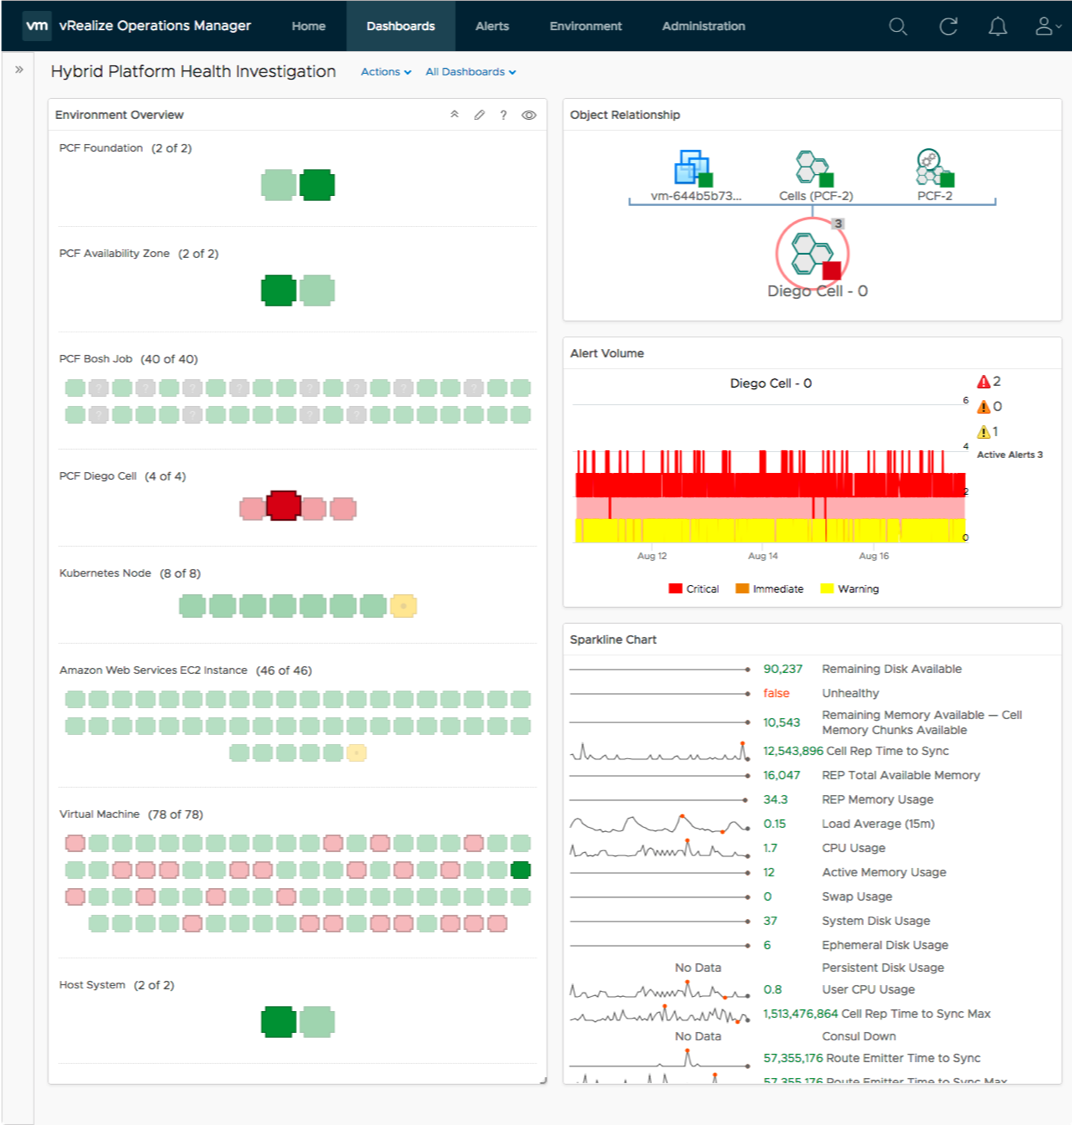 vm vRealize Operations Manager Home Dashboards Alerts Environment Administration
» Hybrid Platform Health Investigation Actions All Dashboards
Environment Overview ?
PCF Foundation (2 of 2)
PCF Availability Zone (2 of 2)
PCF Bosh Job (40 of 40)
? ? ? ? ? ? ? ?
? ? ?
PCF Diego Cell (4 of 4)
Kubernetes Node (8 of 8)
Amazon Web Services EC2 Instance (46 of 46)
Virtual Machine (78 of 78)
Host System (2 of 2)
Object Relationship
vm-644b5b73... Cells (PCF-2) PCF-2
3
Diego Cell - 0
Alert Volume
Diego Cell - 0
2
0
1
Active Alerts 3
6
4
2
0
Aug 12 Aug 14 Aug 16
Critical Immediate Warning
Sparkline Chart
90,237 Remaining Disk Available
false Unhealthy
10,543 Remaining Memory Available — Cell
Memory Chunks Available
12,543,896 Cell Rep Time to Sync
16,047 REP Total Available Memory
34.3 REP Memory Usage
0.15 Load Average (15m)
1.7 CPU Usage
12 Active Memory Usage
0 Swap Usage
37 System Disk Usage
6 Ephemeral Disk Usage
No Data Persistent Disk Usage
0.8 User CPU Usage
1,513,476,864 Cell Rep Time to Sync Max
No Data Consul Down
57,355,176 Route Emitter Time to Sync
57,355,176 Route Emitter Time to Sync Max